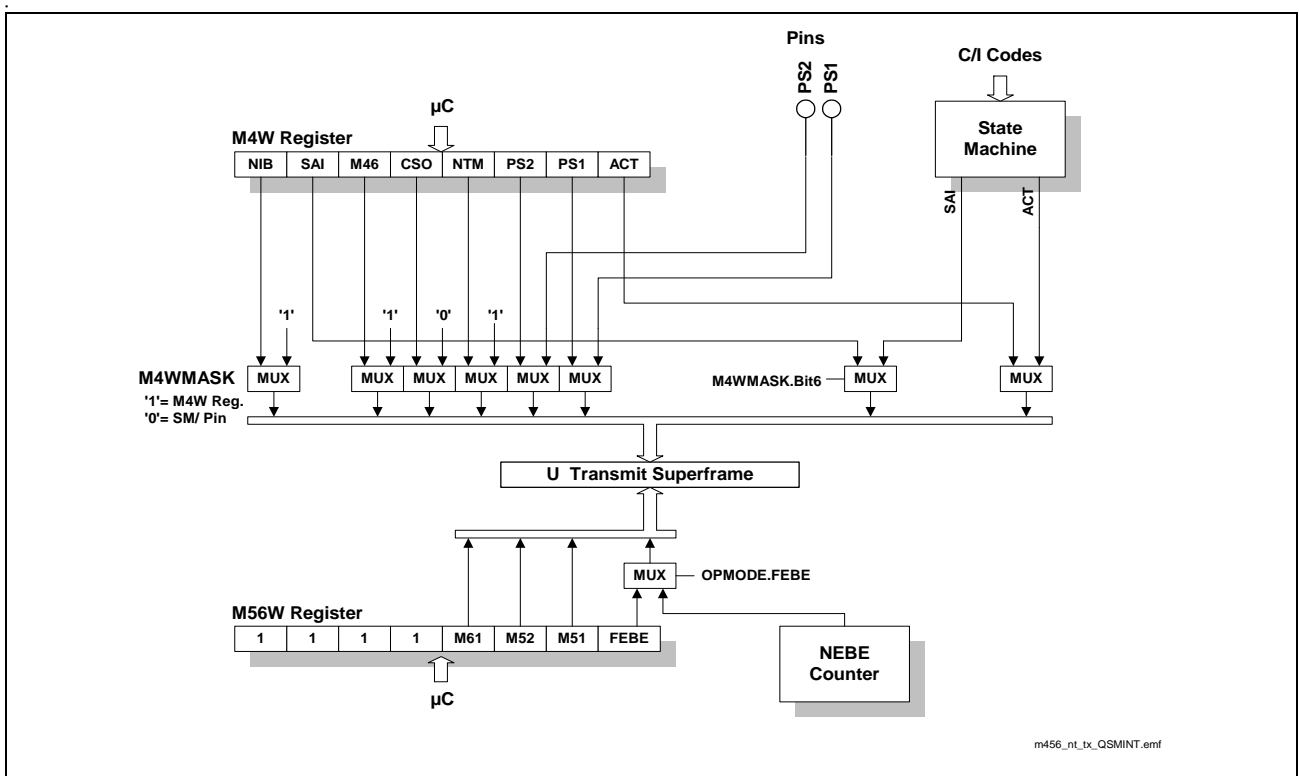 .
Pins
PS2
PS1
C/I Codes
µC
State
Machine
M4W Register
NIB SAI M46 CSO NTM PS2 PS1 ACT
SAI
ACT
'1' '1' '0' '1'
M4WMASK MUX MUX MUX MUX MUX MUX M4WMASK.Bit6 MUX MUX
'1'= M4W Reg.
'0'= SM/ Pin
U Transmit Superframe
MUX OPMODE.FEBE
M56W Register
1 1 1 1 M61 M52 M51 FEBE
NEBE
Counter
µC
m456_nt_tx_QSMINT.emf